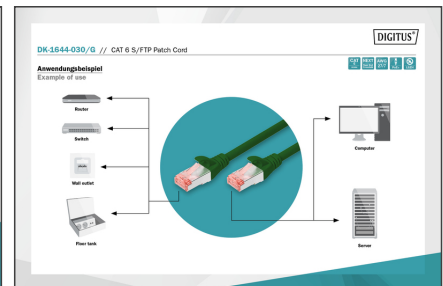 DIGITUS®
DK-1644-030/G // CAT 6 S/FTP Patch Cord
Anwendungsbeispiel
Example of use
Router
Switch
Wall outlet
Floor tank
Computer
Server